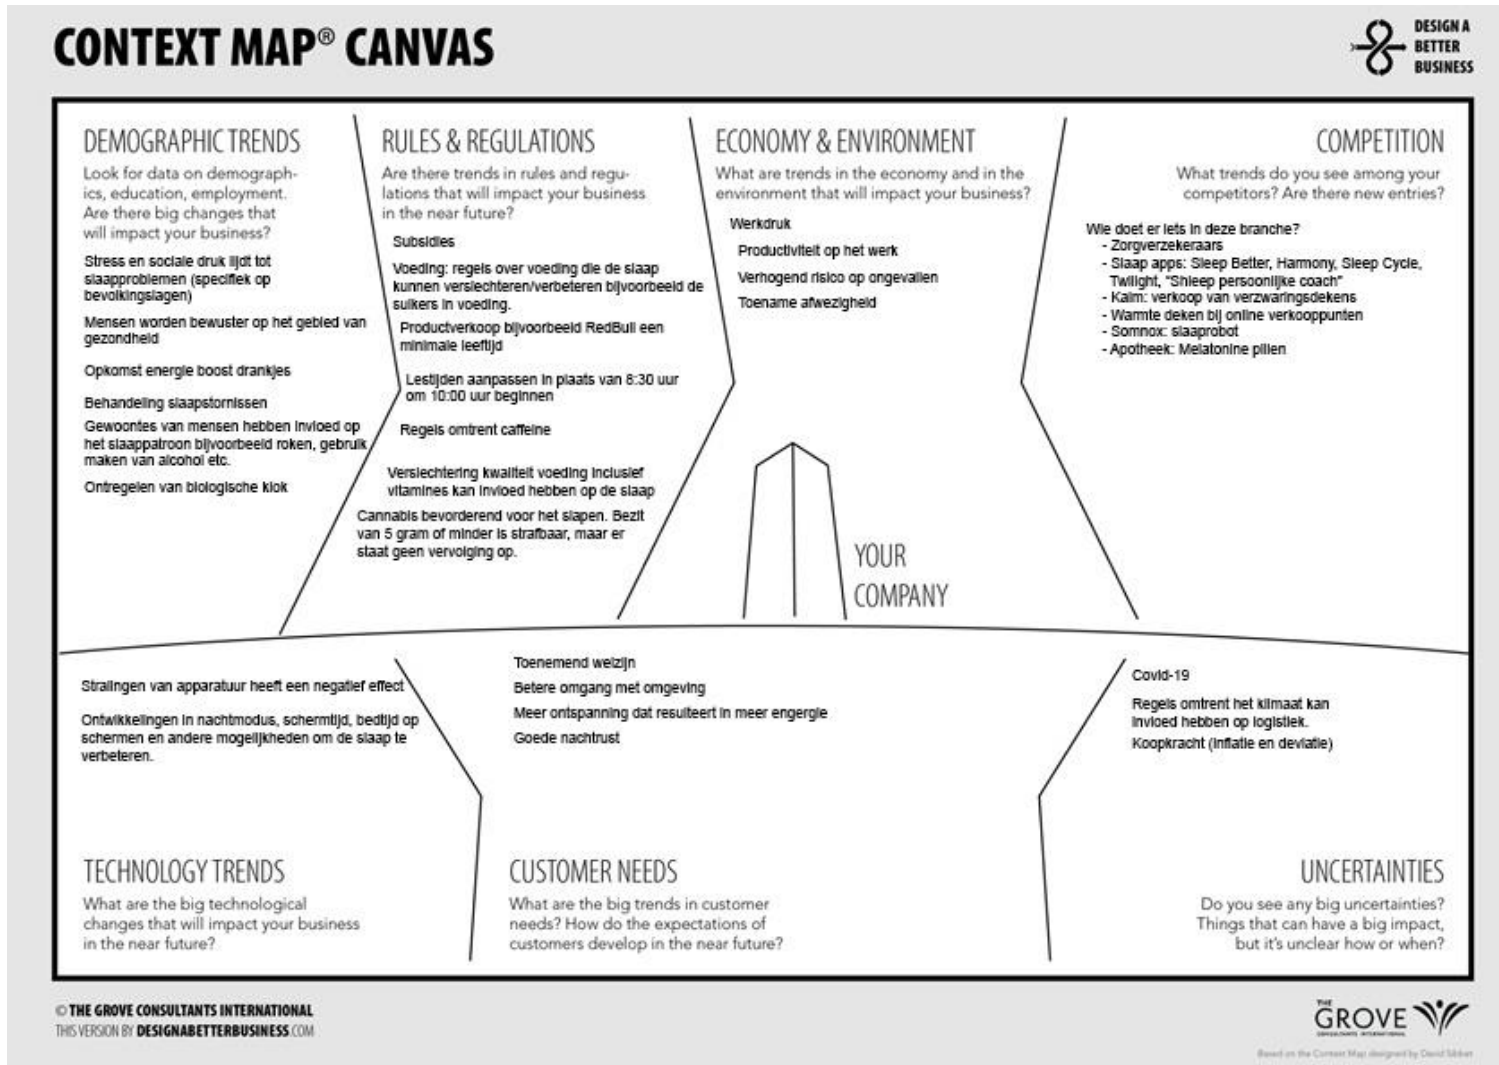 CONTEXT MAP® CANVAS
DESIGN A
BETTER
BUSINESS
DEMOGRAPHIC TRENDS
Look for data on demograph-
ics, education, employment.
Are there big changes that
will impact your business?
Stress en sociale druk lijdt tot
slaapproblemen (specifiek op
bevolkingslagen)
Mensen worden bewuster op het gebied van
gezondheid
Opkomst energie boost drankjes
Behandeling slaapstornissen
Gewoontes van mensen hebben invloed op
het slaappatroon bijvoorbeeld roken, gebruik
maken van alcohol etc.
Ontregelen van biologische klok
RULES & REGULATIONS
Are there trends in rules and regu-
lations that will impact your business
in the near future?
Subsidies
Voeding: regels over voeding die de slaap
kunnen verslechteren/verbeteren bijvoorbeeld de
suikers in voeding.
Productverkoop bijvoorbeeld RedBull een
minimale leeftijd
Lestijden aanpassen in plaats van 8:30 uur
om 10:00 uur beginnen
Regels omtrent caffeine
Verslechtering kwaliteit voeding inclusief
vitamines kan invloed hebben op de slaap
Cannabis bevorderend voor het slapen. Bezit
van 5 gram of minder is strafbaar, maar er
staat geen vervolging op.
ECONOMY & ENVIRONMENT
What are trends in the economy and in the
environment that will impact your business?
Werkdruk
Productiviteit op het werk
Verhogend risico op ongevallen
Toename afwezigheid
COMPETITION
What trends do you see among your
competitors? Are there new entries?
Wie doet er iets in deze branche?
- Zorgverzekeraars
- Slaap apps: Sleep Better, Harmony, Sleep Cycle,
Twilight, "Shleep persoonlijke coach"
- Kalm: verkoop van verzwaringsdekens
- Warmte deken bij online verkooppunten
- Somnox: slaaprobot
- Apotheek: Melatonine pillen
YOUR
COMPANY
Stralingen van apparatuur heeft een negatief effect
Ontwikkelingen in nachtmodus, schermtijd, bedtijd op
schermen en andere mogelijkheden om de slaap te
verbeteren.
TECHNOLOGY TRENDS
What are the big technological
changes that will impact your business
in the near future?
Toenemend welzijn
Betere omgang met omgeving
Meer ontspanning dat resulteert in meer engergie
Goede nachtrust
CUSTOMER NEEDS
What are the big trends in customer
needs? How do the expectations of
customers develop in the near future?
Covid-19
Regels omtrent het klimaat kan
invloed hebben op logistiek.
Koopkracht (inflatie en deviatie)
UNCERTAINTIES
Do you see any big uncertainties?
Things that can have a big impact,
but it's unclear how or when?
© THE GROVE CONSULTANTS INTERNATIONAL
THIS VERSION BY DESIGNABETTERBUSINESS.COM
THE
GROVE
CONSULTANTS INTERNATIONAL
Based on the Context Map designed by David Sibbet